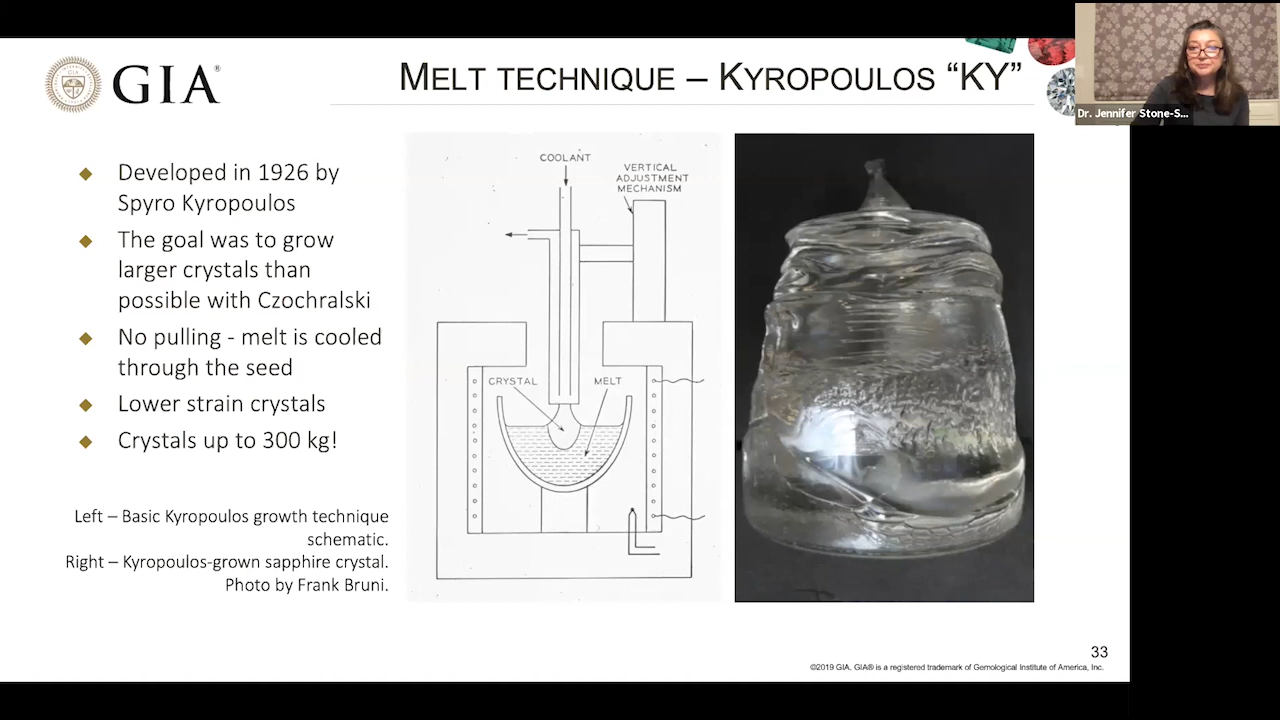 GIA®
MELT TECHNIQUE – KYROPOULOS “KY”
Dr. Jennifer Stone-S...
◆ Developed in 1926 by
Spyro Kyropoulos
◆ The goal was to grow
larger crystals than
possible with Czochralski
◆ No pulling - melt is cooled
through the seed
◆ Lower strain crystals
◆ Crystals up to 300 kg!
Left – Basic Kyropoulos growth technique
schematic.
Right – Kyropoulos-grown sapphire crystal.
Photo by Frank Bruni.
COOLANT
VERTICAL
ADJUSTMENT
MECHANISM
CRYSTAL
MELT
33
©2019 GIA. GIA® is a registered trademark of Gemological Institute of America, Inc.